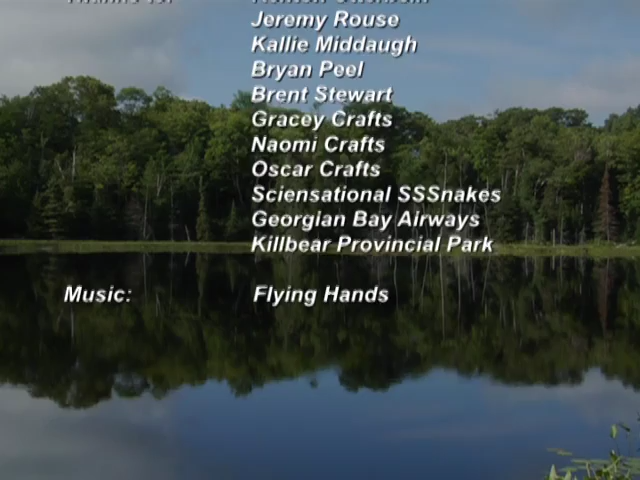 Jeremy Rouse
Kallie Middaugh
Bryan Peel
Brent Stewart
Gracey Crafts
Naomi Crafts
Oscar Crafts
Sciensational SSSnakes
Georgian Bay Airways
Killbear Provincial Park
Music: Flying Hands